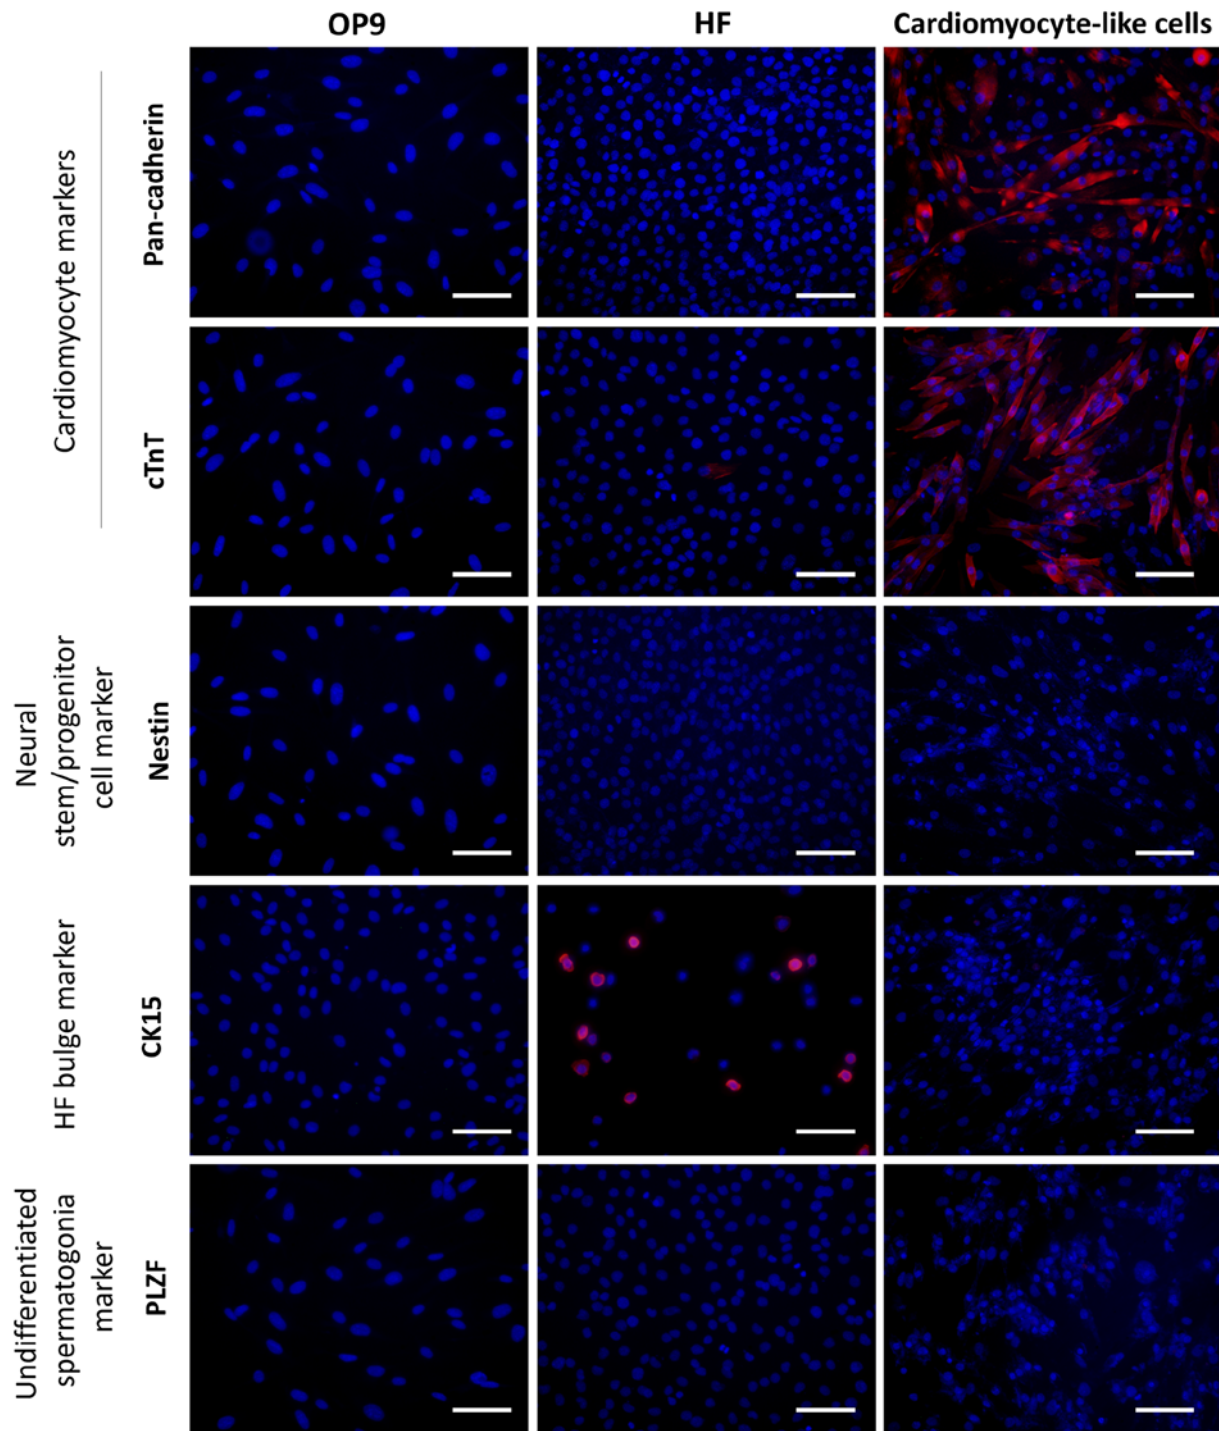 OP9
HF
Cardiomyocyte-like cells
Cardiomyocyte markers
Pan-cadherin
cTnT
Neural
stem/progenitor
cell marker
Nestin
HF bulge marker
CK15
Undifferentiated
spermatogonia
marker
PLZF